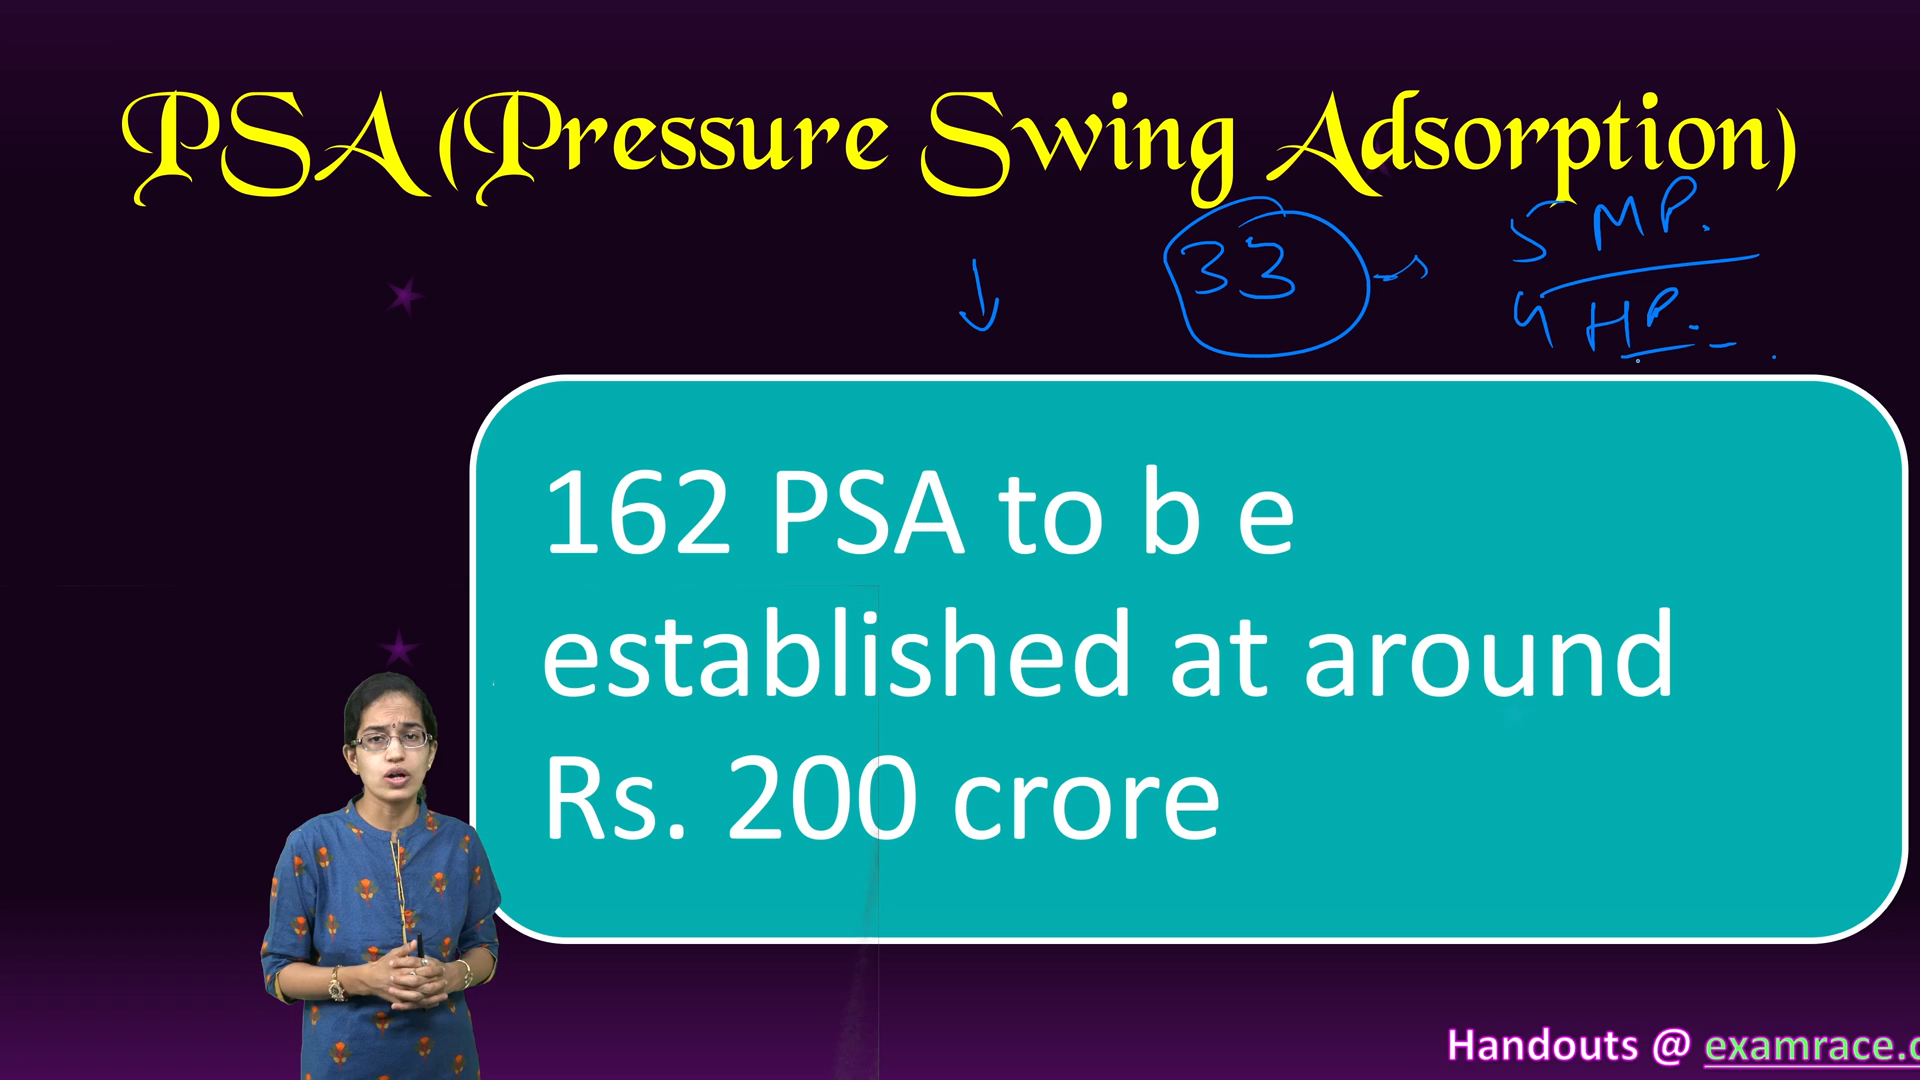 PSA (Pressure Swing Adsorption)
33
5 MP.
4 HP.
162 PSA to b e
established at around
Rs. 200 crore
Handouts @ examrace.c